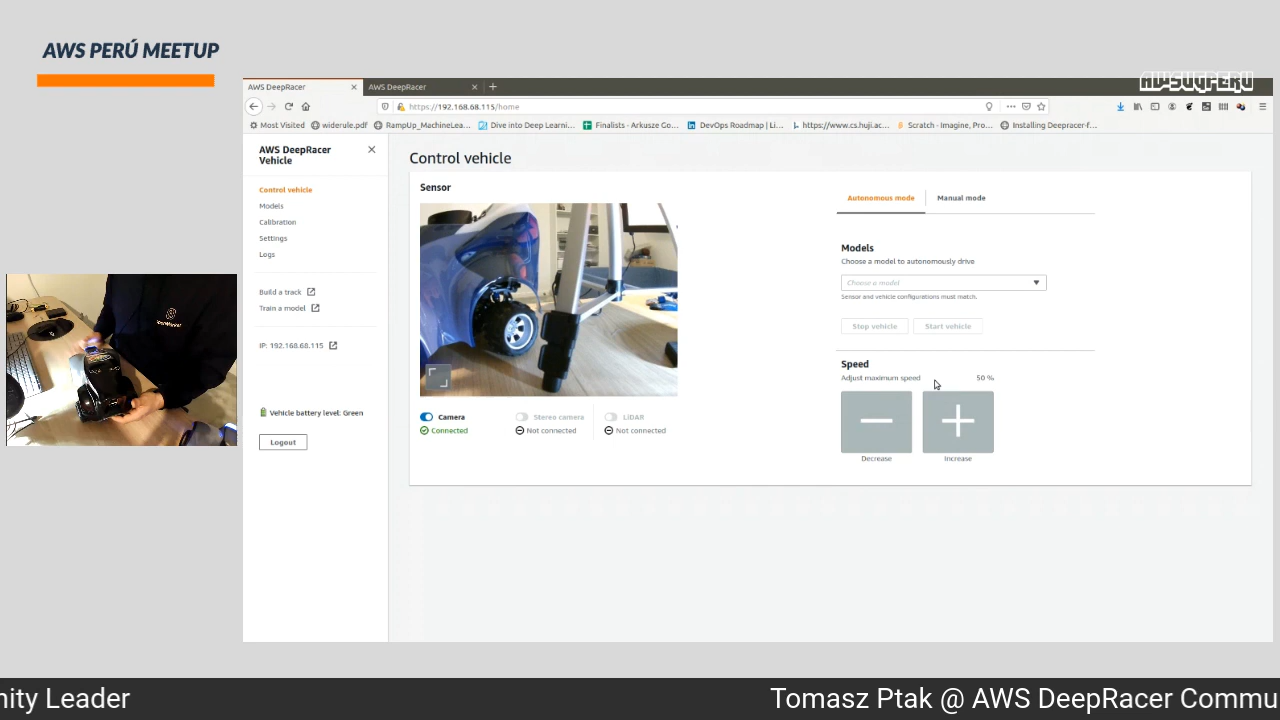 AWS PERÚ MEETUP
AWSUGPERU
AWS DeepRacer
AWS DeepRacer
https://192.168.68.115/home
Most Visited
widerule.pdf
RampUp_MachineLea...
Dive into Deep Learni...
Finalists - Arkusze Go...
DevOps Roadmap | Li...
https://www.cs.huji.ac...
Scratch - Imagine, Pro...
Installing Deepracer-f...
AWS DeepRacer
Vehicle
Control vehicle
Models
Calibration
Settings
Logs
Build a track
Train a model
IP: 192.168.68.115
Vehicle battery level: Green
Logout
Control vehicle
Sensor
Camera
Connected
Stereo camera
Not connected
LiDAR
Not connected
Autonomous mode
Manual mode
Models
Choose a model to autonomously drive
Choose a model
Sensor and vehicle configurations must match.
Stop vehicle
Start vehicle
Speed
Adjust maximum speed
50 %
Decrease
Increase
nity Leader
Tomasz Ptak @ AWS DeepRacer Commu